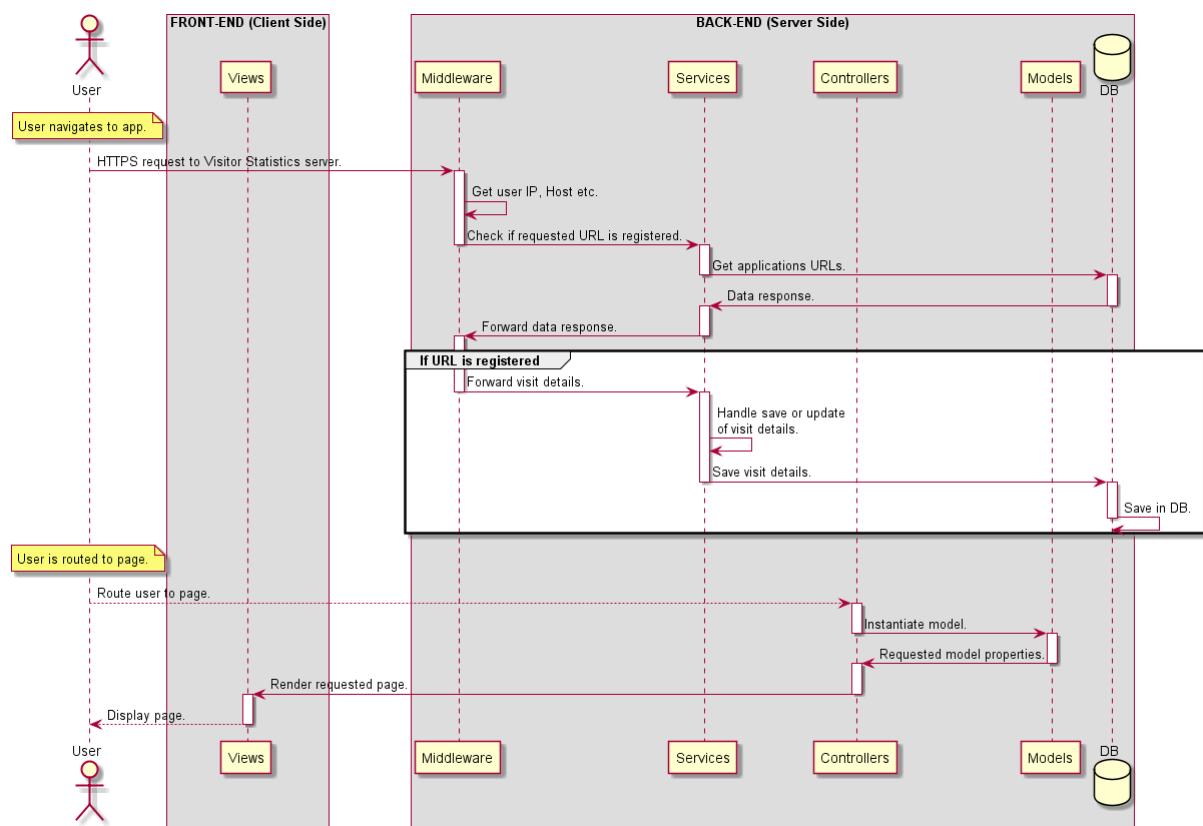 FRONT-END (Client Side)
BACK-END (Server Side)
User
Views
Middleware
Services
Controllers
Models
DB
User navigates to app.
HTTPS request to Visitor Statistics server.
Get user IP, Host etc.
Check if requested URL is registered.
Get applications URLs.
Data response.
Forward data response.
If URL is registered
Forward visit details.
Handle save or update
of visit details.
Save visit details.
Save in DB.
User is routed to page.
Route user to page.
Instantiate model.
Requested model properties.
Render requested page.
Display page.
User
Views
Middleware
Services
Controllers
Models
DB